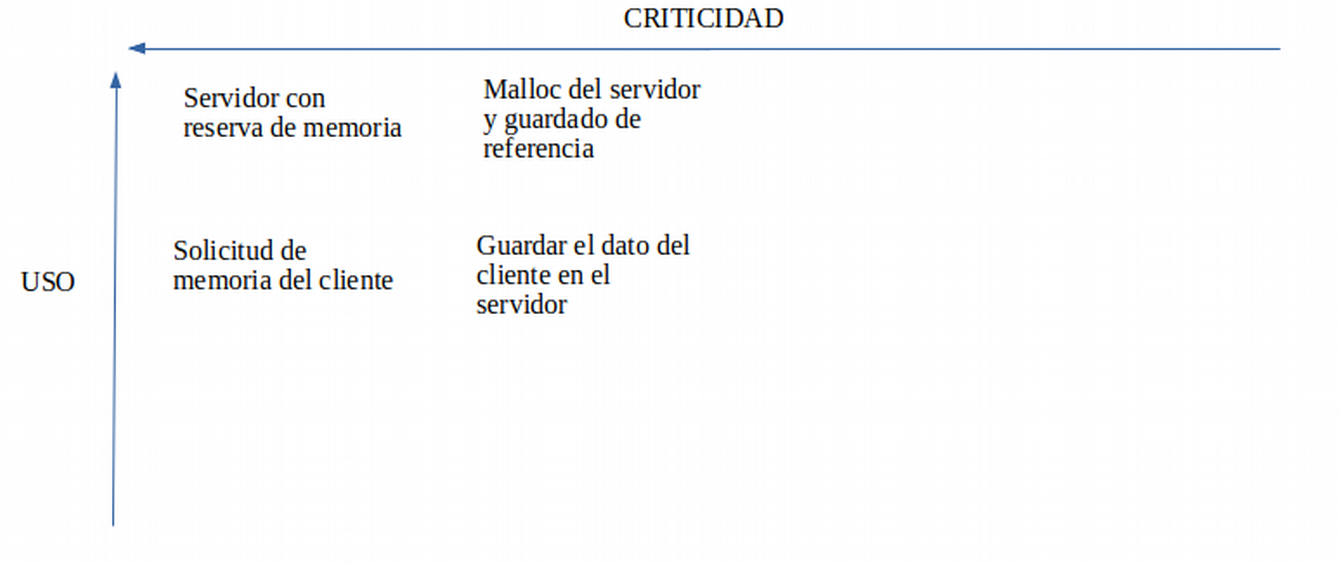 CRITICIDAD
Servidor con
reserva de memoria
Malloc del servidor
y guardado de
referencia
USO
Solicitud de
memoria del cliente
Guardar el dato del
cliente en el
servidor